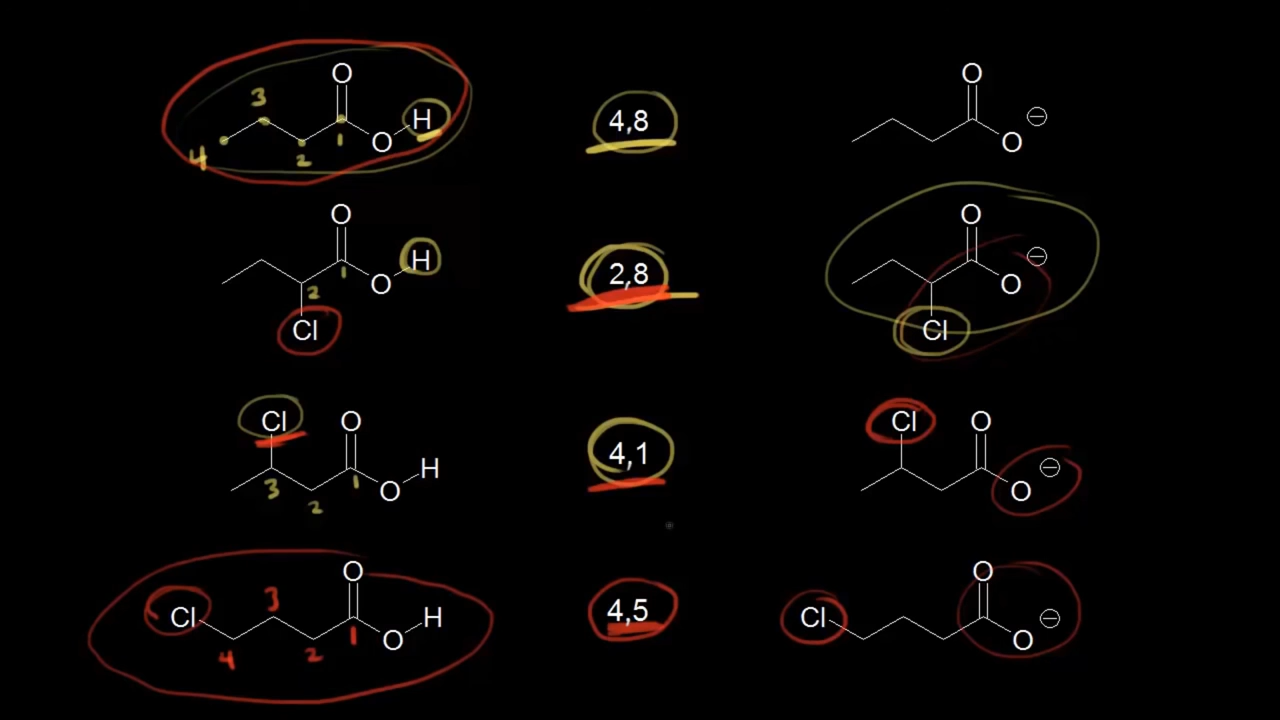 O O
3
H 4,8 ⊖
1 O O
4 2
O O
H ⊖
1 2,8
O O
2
Cl Cl
Cl O Cl O
4,1
H ⊖
3 1 O O
2
O O
3
Cl H 4,5 Cl ⊖
1 O O
4 2